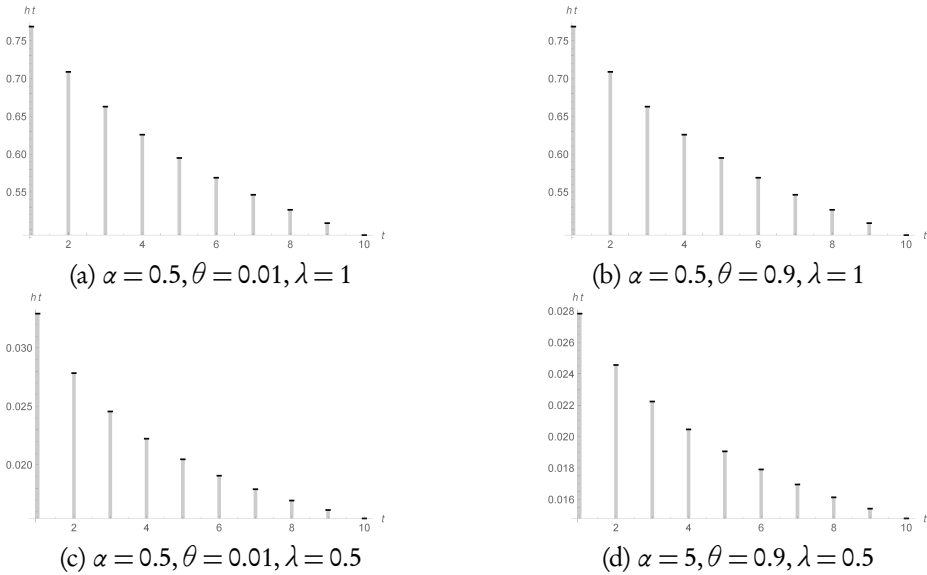 h t
0.75
0.70
0.65
0.60
0.55
2 4 6 8 10 t
(a) α = 0.5, θ = 0.01, λ = 1
h t
0.75
0.70
0.65
0.60
0.55
2 4 6 8 10 t
(b) α = 0.5, θ = 0.9, λ = 1
h t
0.030
0.025
0.020
2 4 6 8 10 t
(c) α = 0.5, θ = 0.01, λ = 0.5
h t
0.028
0.026
0.024
0.022
0.020
0.018
0.016
2 4 6 8 10 t
(d) α = 5, θ = 0.9, λ = 0.5